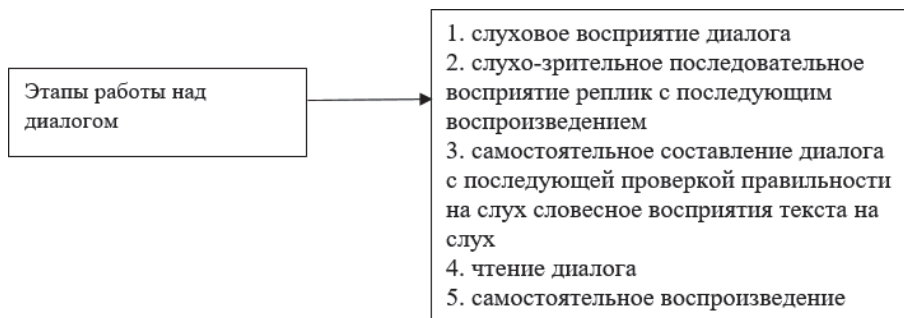 Этапы работы над
диалогом
1. слуховое восприятие диалога
2. слухо-зрительное последовательное
восприятие реплик с последующим
воспроизведением
3. самостоятельное составление диалога
с последующей проверкой правильности
на слух словесное восприятия текста на
слух
4. чтение диалога
5. самостоятельное воспроизведение